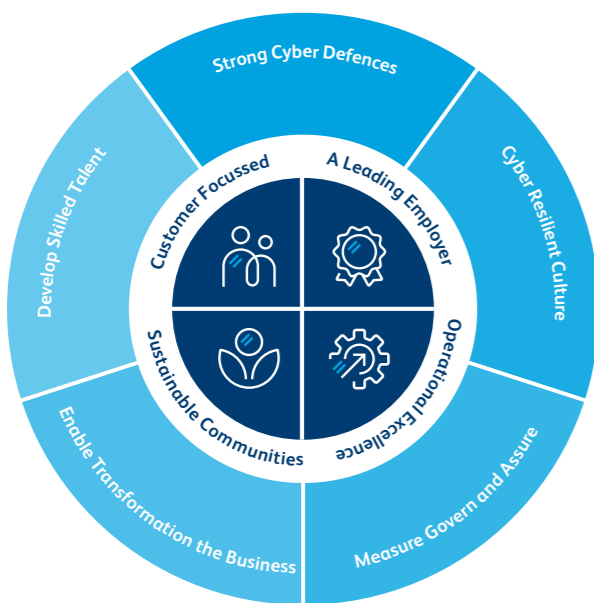 Strong Cyber Defences
Cyber Resilient Culture
Measure Govern and Assure
Enable Transformation the Business
Develop Skilled Talent
Customer Focussed
A Leading Employer
Operational Excellence
Sustainable Communities